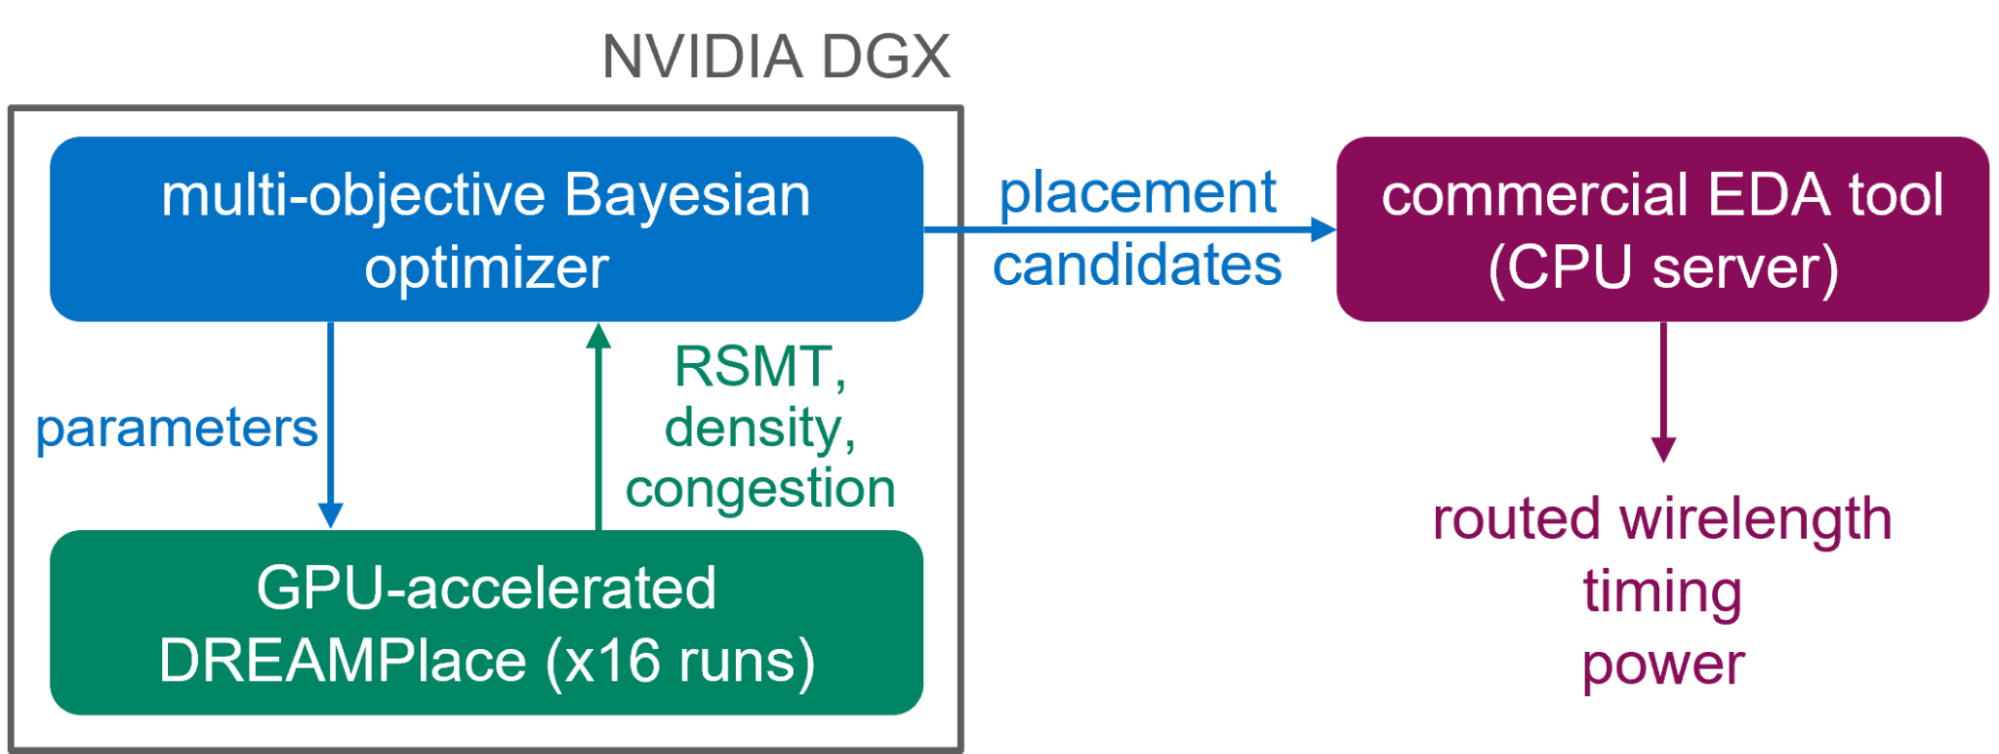 NVIDIA DGX
multi-objective Bayesian
optimizer
placement
candidates
commercial EDA tool
(CPU server)
parameters
RSMT,
density,
congestion
GPU-accelerated
DREAMPlace (x16 runs)
routed wirelength
timing
power